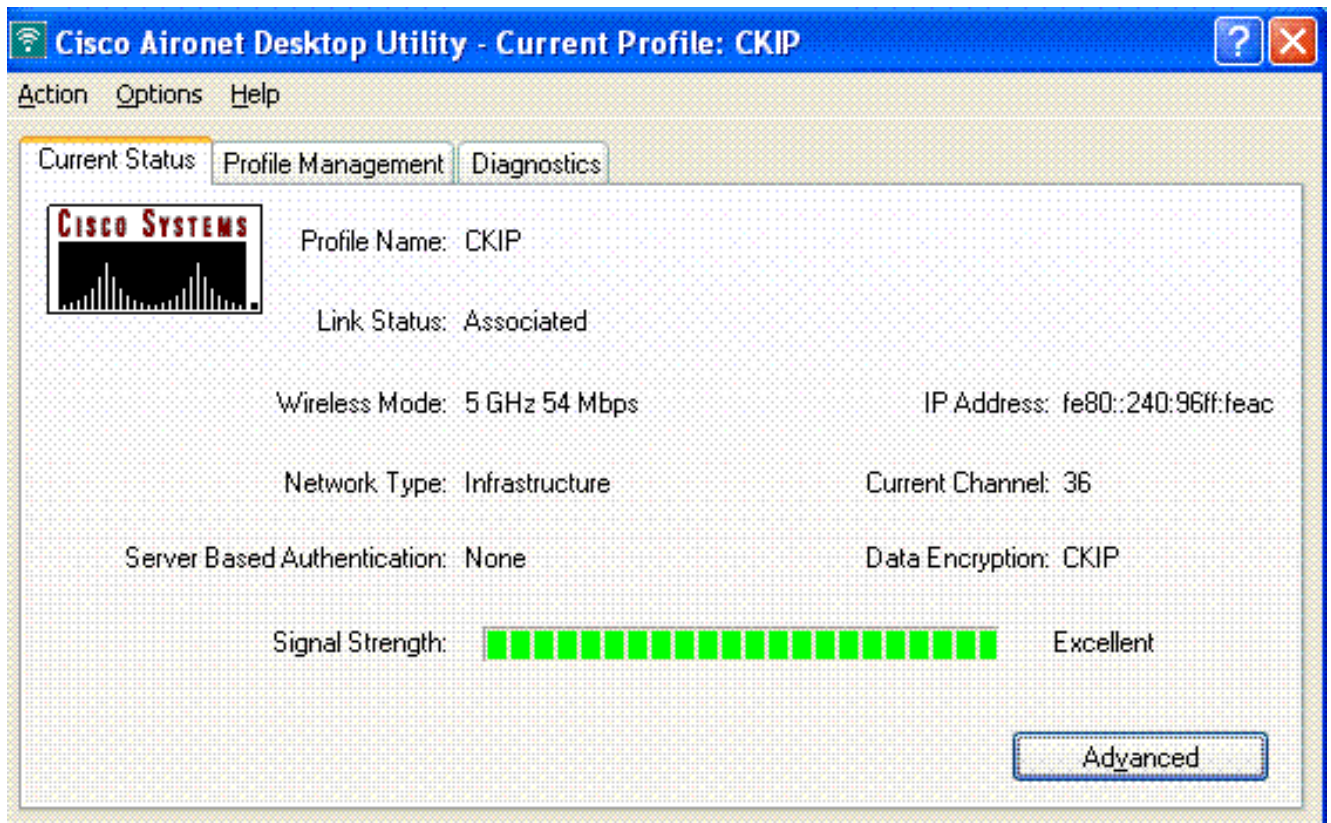 Cisco Aironet Desktop Utility - Current Profile: CKIP
Action Options Help
Current Status Profile Management Diagnostics
CISCO SYSTEMS
Profile Name: CKIP
Link Status: Associated
Wireless Mode: 5 GHz 54 Mbps IP Address: fe80::240:96ff:feac
Network Type: Infrastructure Current Channel: 36
Server Based Authentication: None Data Encryption: CKIP
Signal Strength: Excellent
Advanced